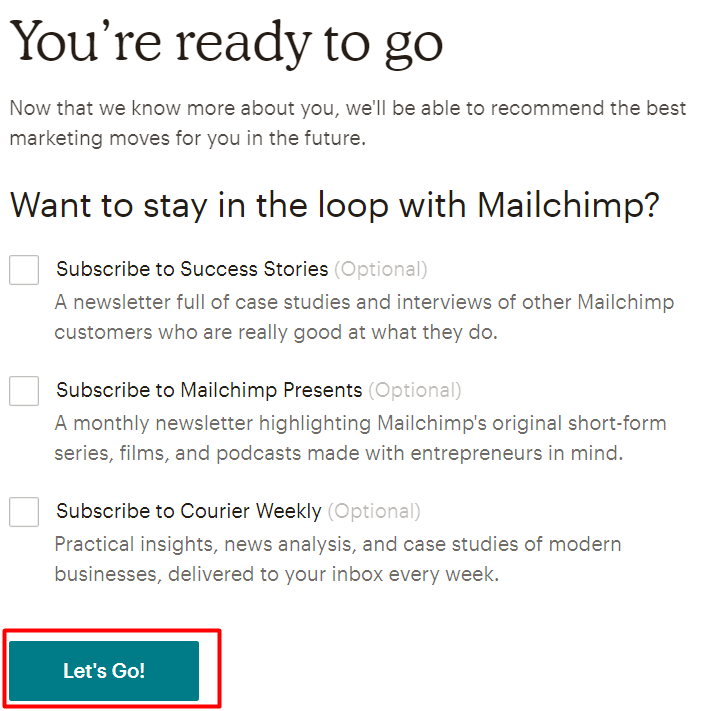 You’re ready to go
Now that we know more about you, we'll be able to recommend the best
marketing moves for you in the future.
Want to stay in the loop with Mailchimp?
Subscribe to Success Stories (Optional)
A newsletter full of case studies and interviews of other Mailchimp
customers who are really good at what they do.
Subscribe to Mailchimp Presents (Optional)
A monthly newsletter highlighting Mailchimp's original short-form
series, films, and podcasts made with entrepreneurs in mind.
Subscribe to Courier Weekly (Optional)
Practical insights, news analysis, and case studies of modern
businesses, delivered to your inbox every week.
Let's Go!